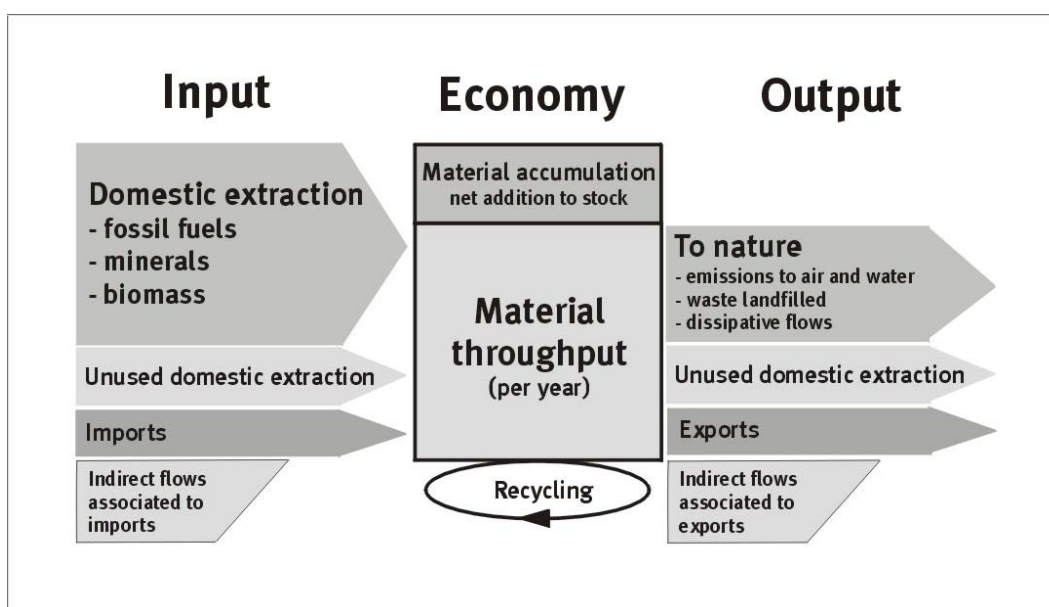 Input
Economy
Output
Domestic extraction
- fossil fuels
- minerals
- biomass
Unused domestic extraction
Imports
Indirect flows
associated to
imports
Material accumulation
net addition to stock
Material
throughput
(per year)
Recycling
To nature
- emissions to air and water
- waste landfilled
- dissipative flows
Unused domestic extraction
Exports
Indirect flows
associated to
exports